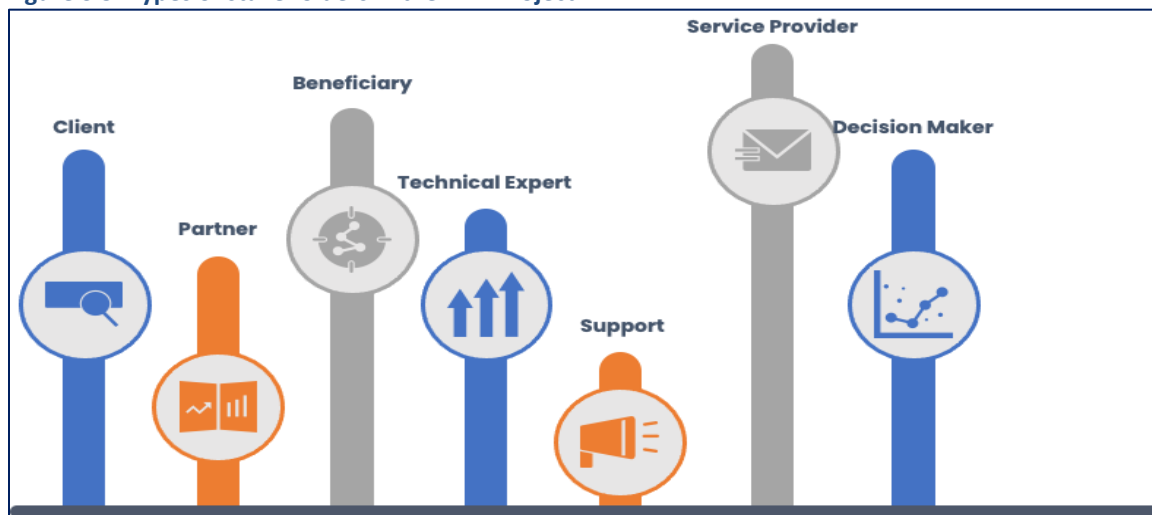 Service Provider
Beneficiary
Client
Decision Maker
Technical Expert
Partner
Support